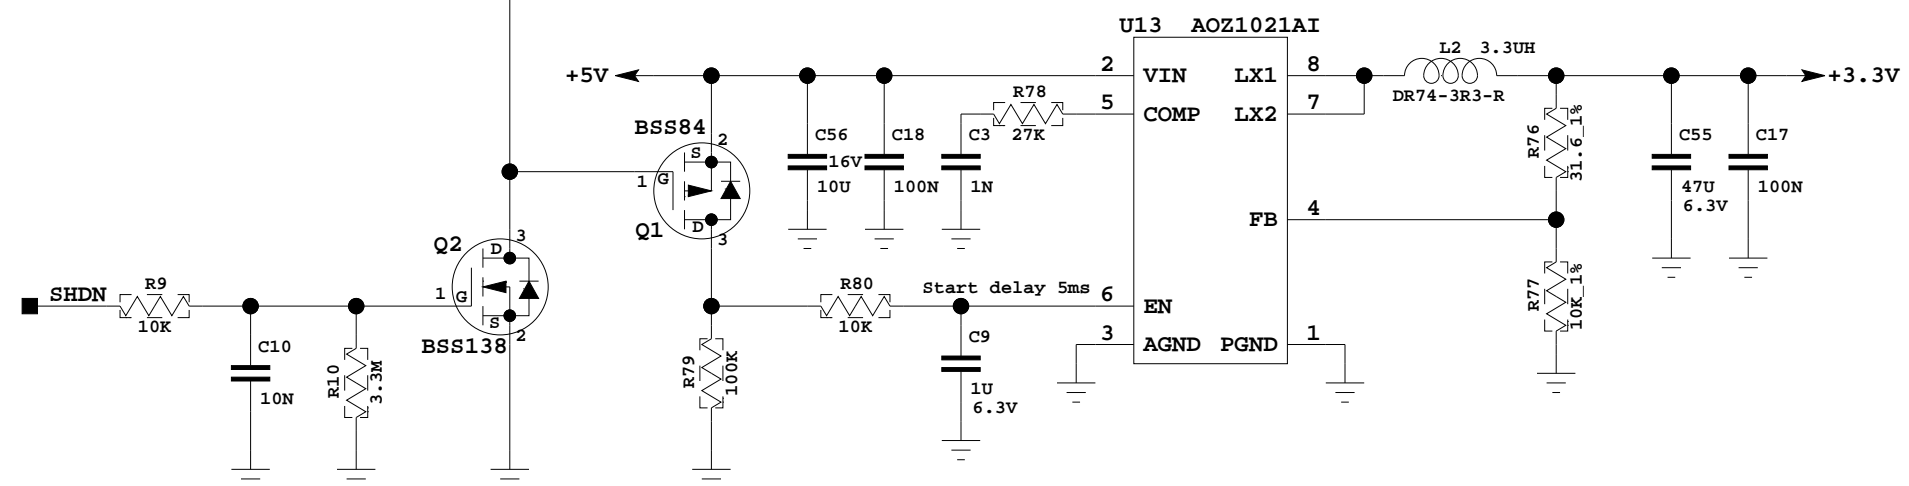 U13 AOZ1021AI
+5V
2 VIN
LX1 8
L2 3.3UH
DR74-3R3-R
+3.3V
R78
27K
5 COMP
LX2 7
BSS84
2
S
1 G
D
Q1
3
C56
16V
10U
C18
100N
C3
1N
R76
31.6_1%
C55
47U
6.3V
C17
100N
FB 4
Q2
3
D
1 G
S
2
BSS138
SHDN
R9
10K
C10
10N
R10
3.3M
R79
100K
R80
10K
Start delay 5ms
6 EN
C9
1U
6.3V
3 AGND
PGND 1
R77
10K_1%